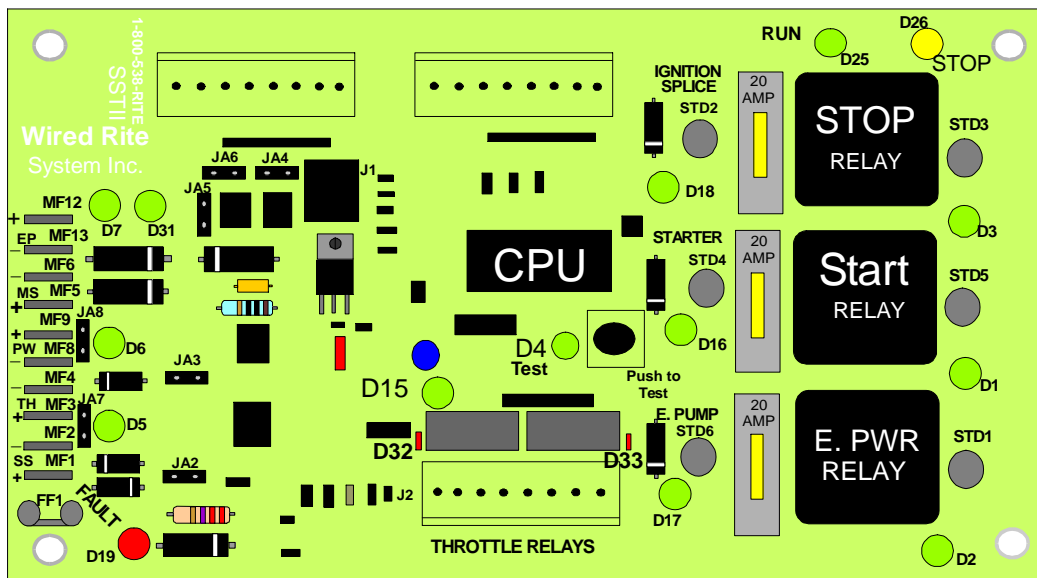 1-800-538-RITE
SSTII
Wired Rite
System Inc.
RUN
D25
D26
STOP
IGNITION
SPLICE
STD2
D18
20
AMP
STOP
RELAY
STD3
D3
JA6
JA4
JA5
J1
MF12
+
D7
D31
EP
MF13
–
MF6
–
MS
MF5
+
MF9
+
JA8
PW
MF8
–
D6
MF4
–
JA3
TH
MF3
+
JA7
MF2
–
D5
SS
MF1
+
JA2
FF1
FAULT
D19
CPU
STARTER
STD4
D16
20
AMP
Start
RELAY
STD5
D1
D4
Test
Push to
Test
D15
D32
D33
J2
THROTTLE RELAYS
E. PUMP
STD6
D17
20
AMP
E. PWR
RELAY
STD1
D2